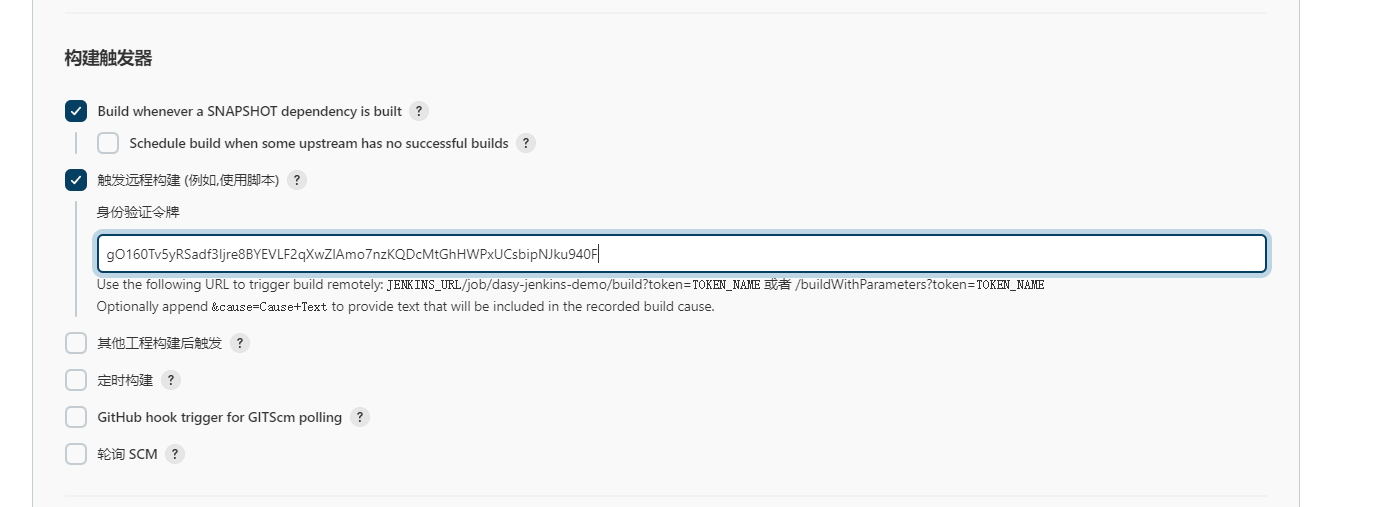 构建触发器
Build whenever a SNAPSHOT dependency is built ?
Schedule build when some upstream has no successful builds ?
触发远程构建 (例如,使用脚本) ?
身份验证令牌
gO160Tv5yRSadf3Ijre8BYEVLF2qXwZIAmo7nzKQDcMtGhHWPxUCsbipNJku940F
Use the following URL to trigger build remotely: JENKINS_URL/job/dasy-jenkins-demo/build?token=TOKEN_NAME 或者 /buildWithParameters?token=TOKEN_NAME
Optionally append &cause=Cause+Text to provide text that will be included in the recorded build cause.
其他工程构建后触发 ?
定时构建 ?
GitHub hook trigger for GITScm polling ?
轮询 SCM ?